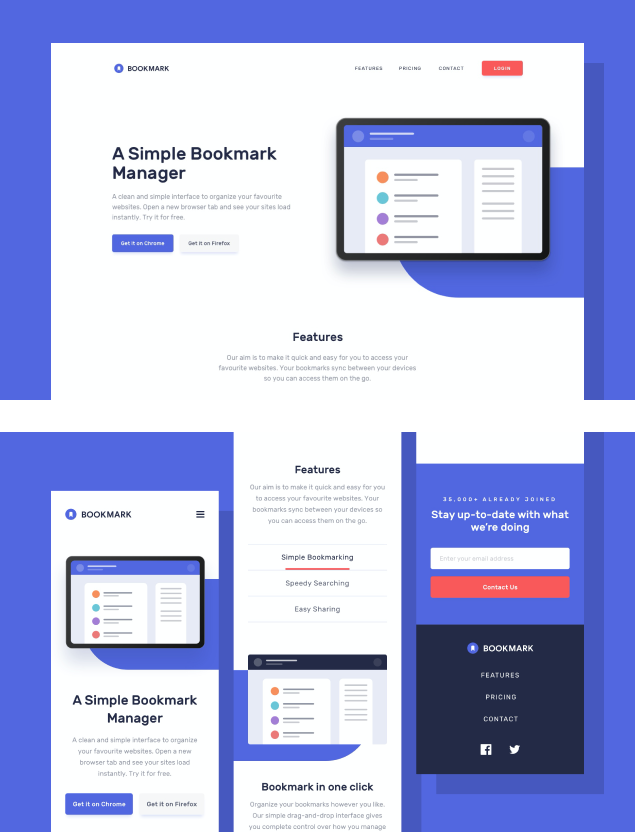 BOOKMARK
FEATURES PRICING CONTACT LOGIN
A Simple Bookmark
Manager
A clean and simple interface to organize your favourite
websites. Open a new browser tab and see your sites load
instantly. Try it for free.
Get it on Chrome Get it on Firefox
Features
Our aim is to make it quick and easy for you to access your
favourite websites. Your bookmarks sync between your devices
so you can access them on the go.
BOOKMARK
A Simple Bookmark
Manager
A clean and simple interface to organize
your favourite websites. Open a new
browser tab and see your sites load
instantly. Try it for free.
Get it on Chrome Get it on Firefox
Features
Our aim is to make it quick and easy for you
to access your favourite websites. Your
bookmarks sync between your devices so
you can access them on the go.
Simple Bookmarking
Speedy Searching
Easy Sharing
Bookmark in one click
Organize your bookmarks however you like.
Our simple drag-and-drop interface gives
you complete control over how you manage
35,000+ ALREADY JOINED
Stay up-to-date with what
we're doing
Enter your email address
Contact Us
BOOKMARK
FEATURES
PRICING
CONTACT